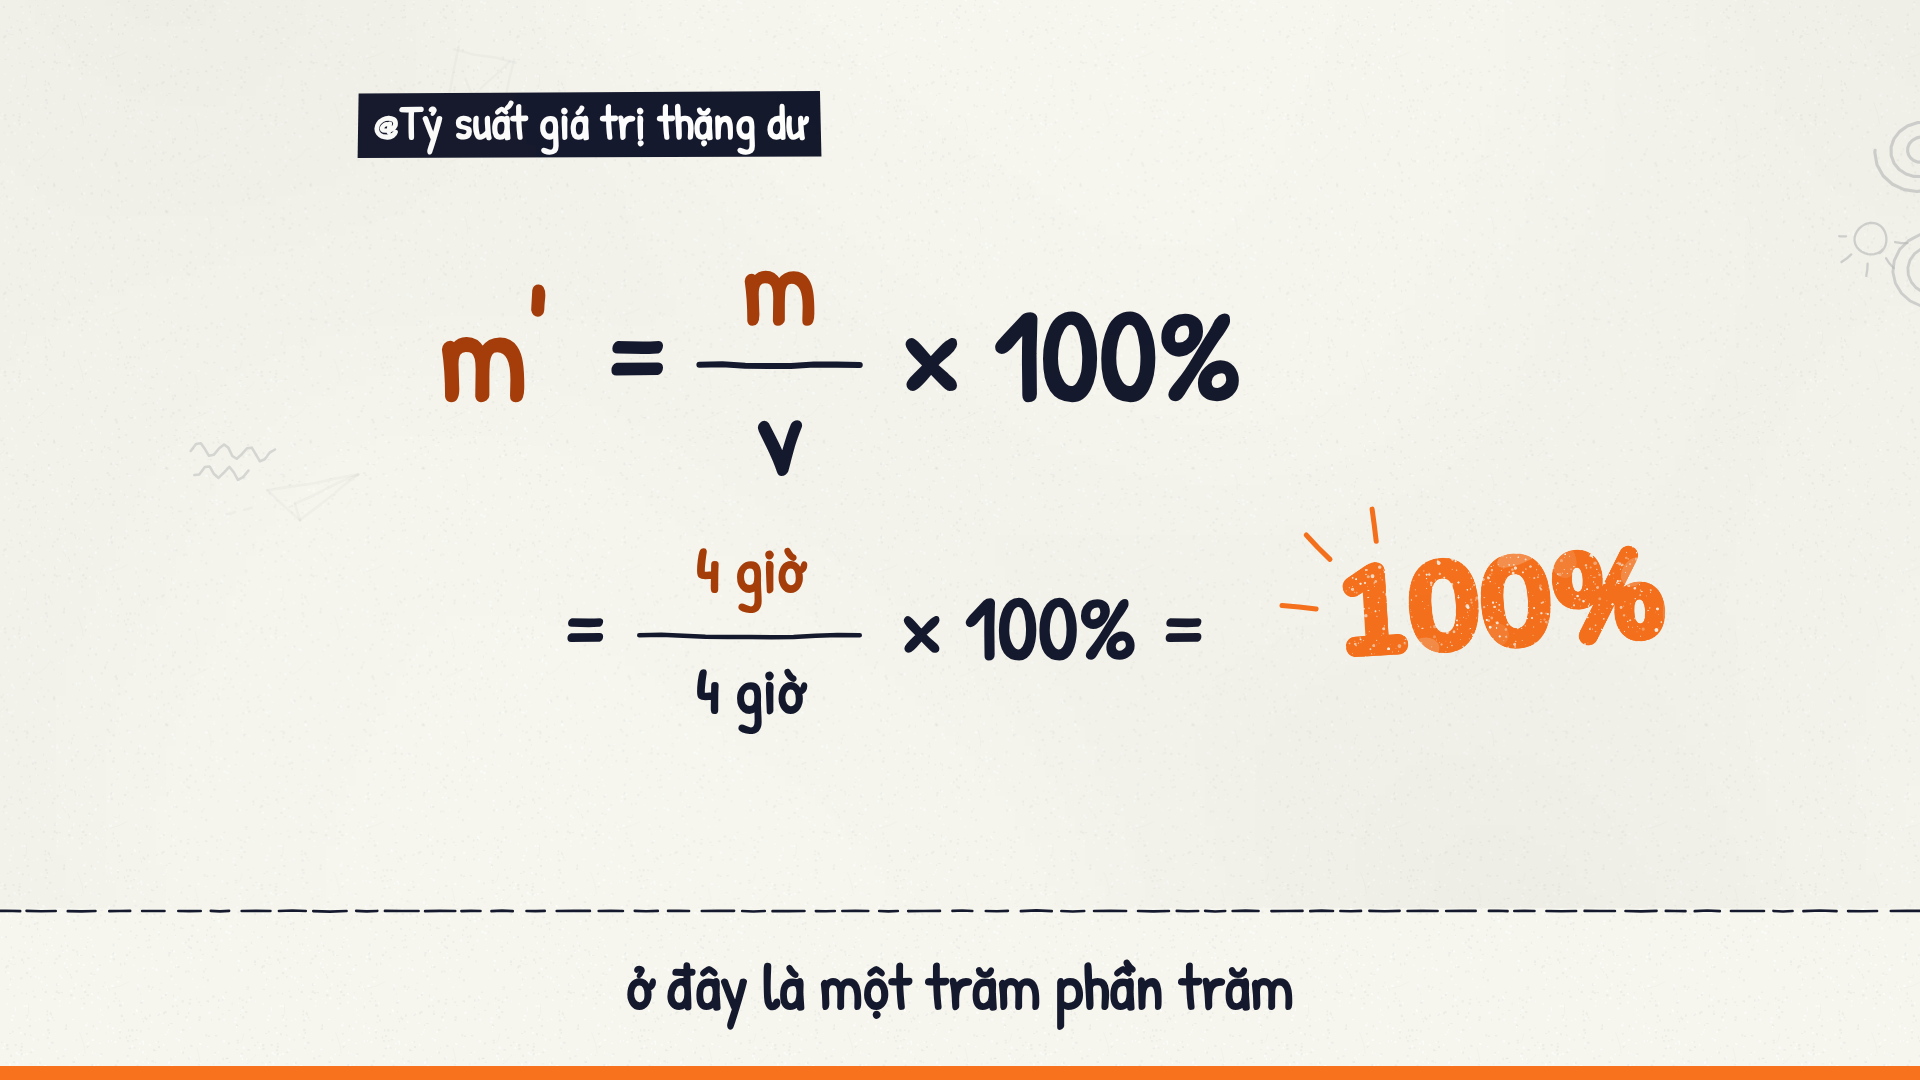 @Tỷ suất giá trị thặng dư
m' = m / v × 100%
= 4 giờ / 4 giờ × 100% = 100%
ở đây là một trăm phần trăm